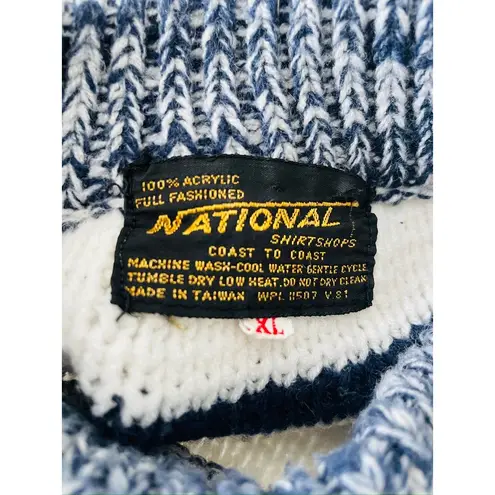 100% ACRYLIC
FULL FASHIONED
NATIONAL
SHIRTSHOPS
COAST TO COAST
MACHINE WASH-COOL WATER GENTLE CYCLE
TUMBLE DRY LOW HEAT. DO NOT DRY CLEAN
MADE IN TAIWAN WPL 11507 V.81
XL